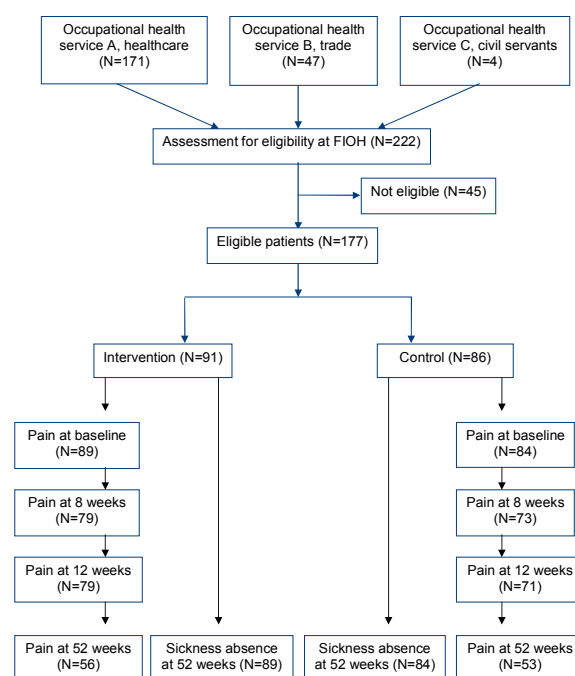 Occupational health
service A, healthcare
(N=171)
Occupational health
service B, trade
(N=47)
Occupational health
service C, civil servants
(N=4)
Assessment for eligibility at FIOH (N=222)
Not eligible (N=45)
Eligible patients (N=177)
Intervention (N=91)
Control (N=86)
Pain at baseline
(N=89)
Pain at baseline
(N=84)
Pain at 8 weeks
(N=79)
Pain at 8 weeks
(N=73)
Pain at 12 weeks
(N=79)
Pain at 12 weeks
(N=71)
Pain at 52 weeks
(N=56)
Sickness absence
at 52 weeks (N=89)
Sickness absence
at 52 weeks (N=84)
Pain at 52 weeks
(N=53)